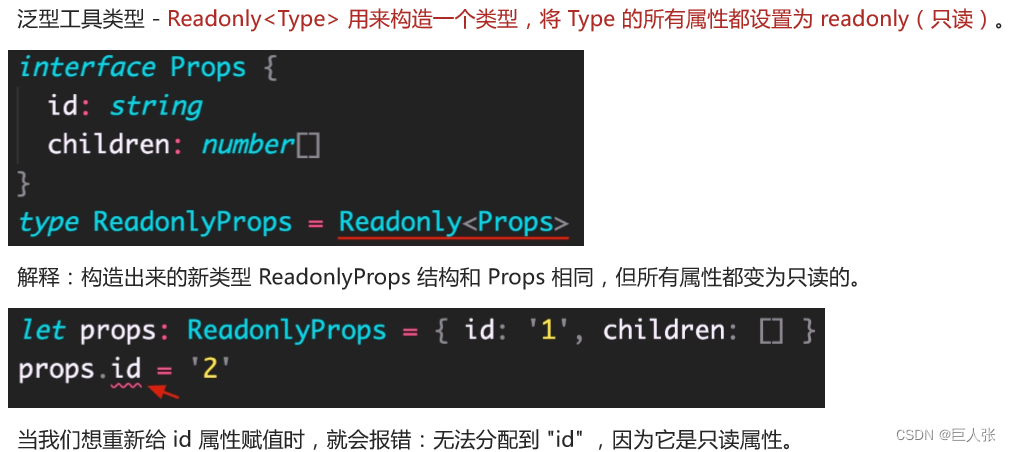 泛型工具类型 - Readonly<Type> 用来构造一个类型，将 Type 的所有属性都设置为 readonly（只读）。
interface Props {
id: string
children: number[]
}
type ReadonlyProps = Readonly<Props>
解释：构造出来的新类型 ReadonlyProps 结构和 Props 相同，但所有属性都变为只读的。
let props: ReadonlyProps = { id: '1', children: [] }
props.id = '2'
当我们想重新给 id 属性赋值时，就会报错：无法分配到 "id" ，因为它是只读属性。
CSDN @巨人张